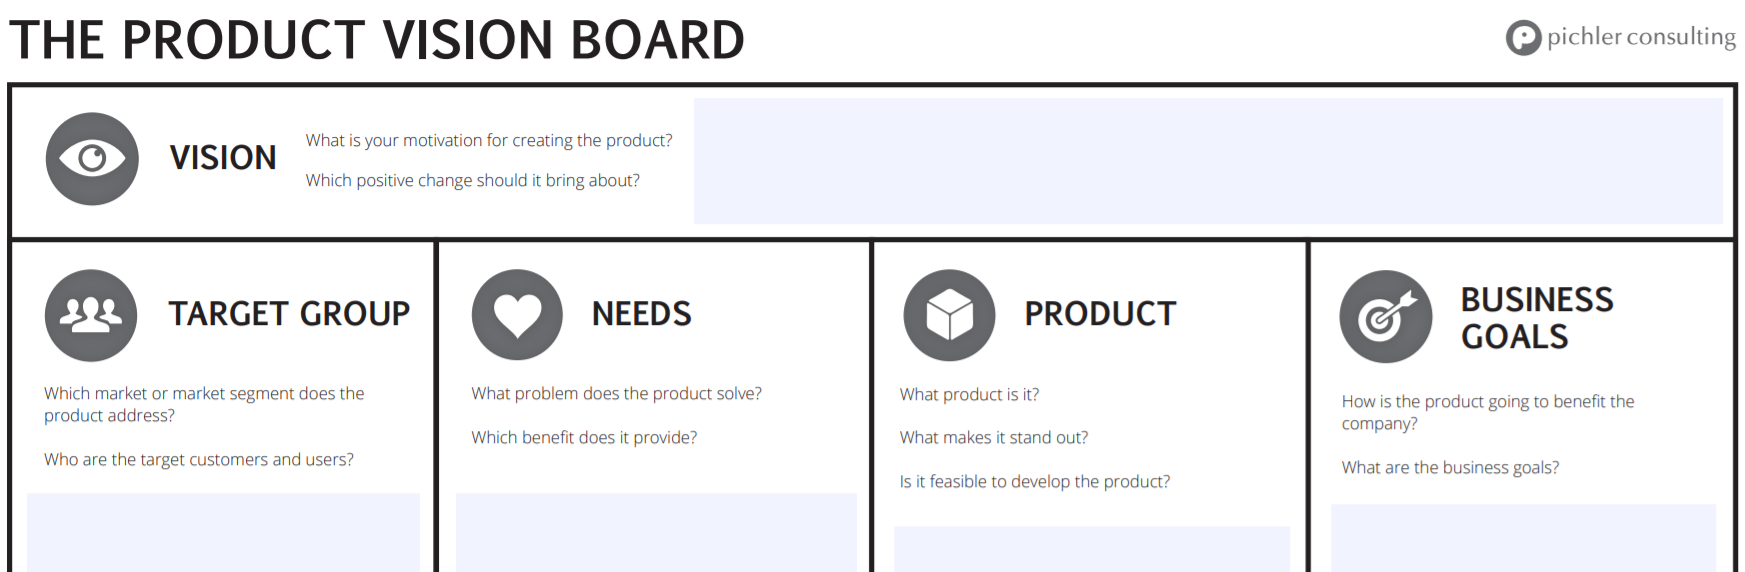 THE PRODUCT VISION BOARD
pichler consulting
VISION
What is your motivation for creating the product?
Which positive change should it bring about?
TARGET GROUP
Which market or market segment does the
product address?
Who are the target customers and users?
NEEDS
What problem does the product solve?
Which benefit does it provide?
PRODUCT
What product is it?
What makes it stand out?
Is it feasible to develop the product?
BUSINESS
GOALS
How is the product going to benefit the
company?
What are the business goals?